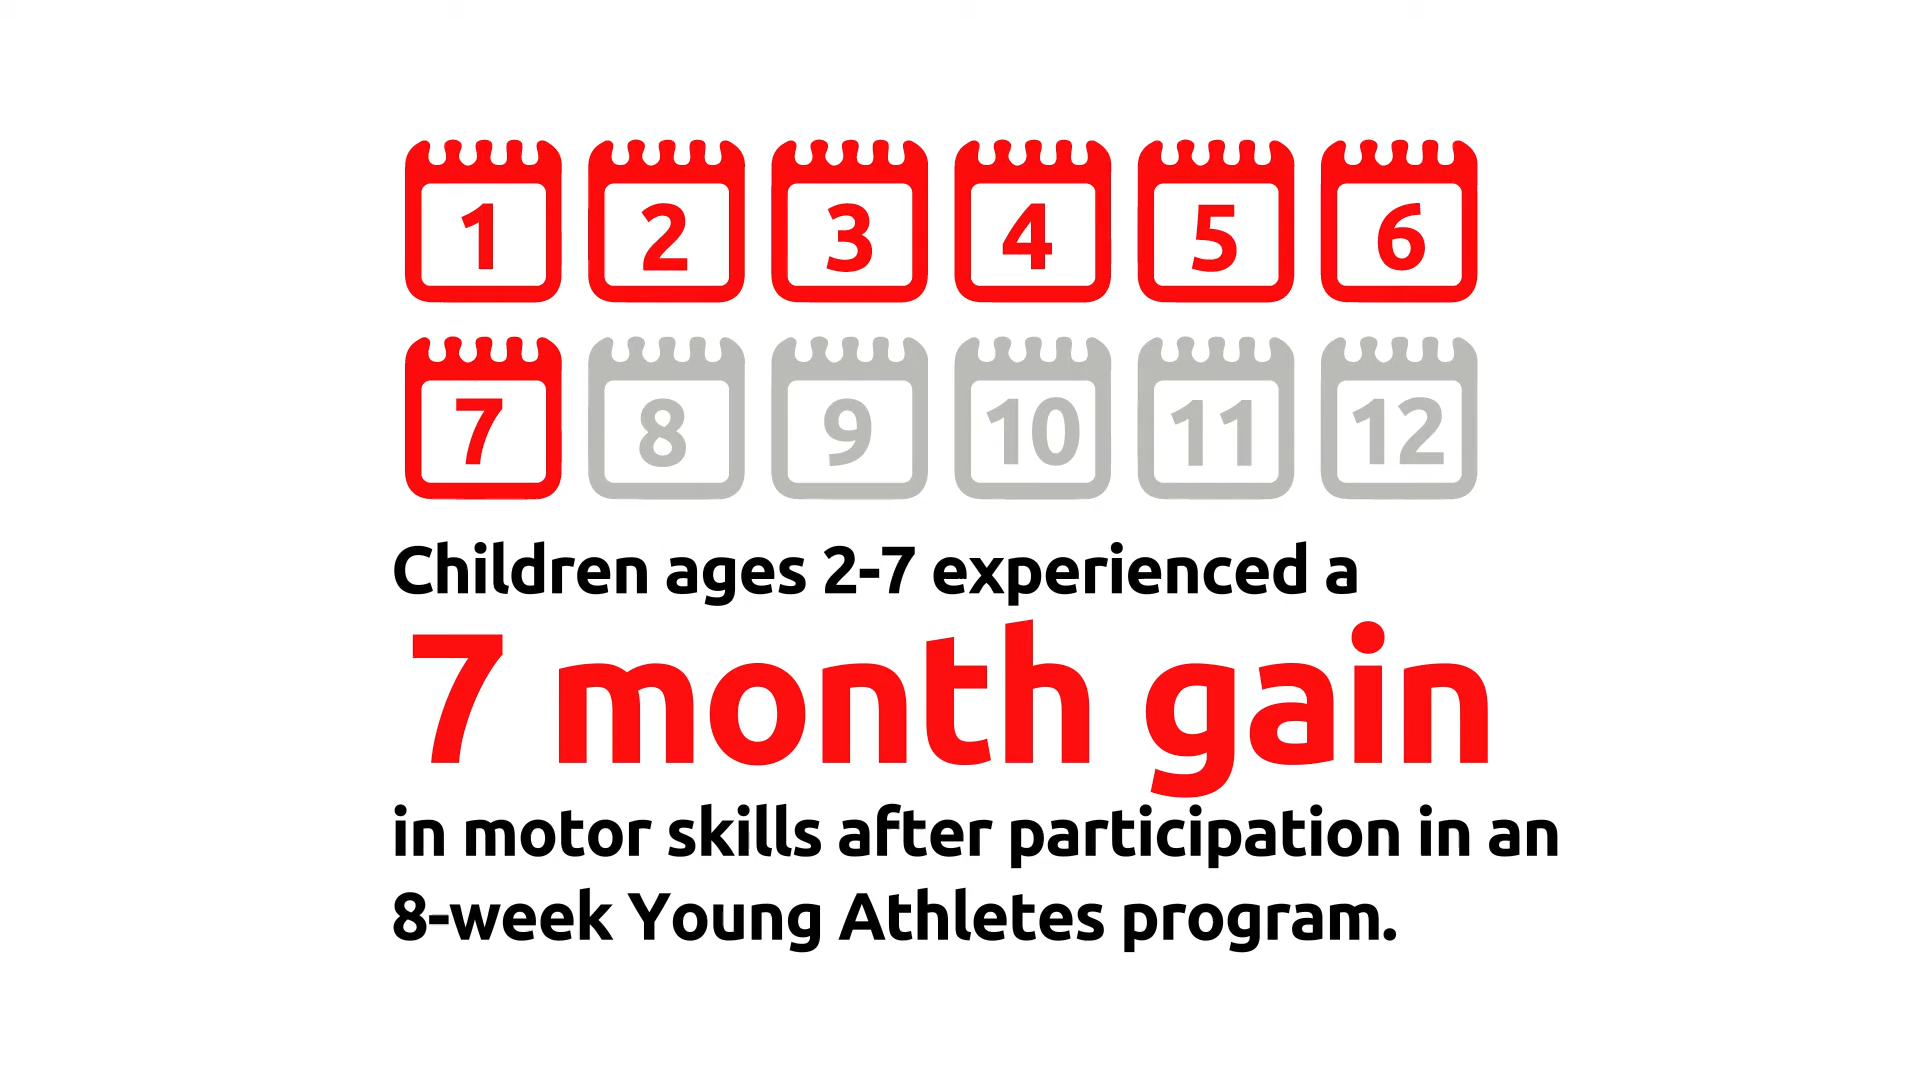 1 2 3 4 5 6
7 8 9 10 11 12
Children ages 2-7 experienced a
7 month gain
in motor skills after participation in an
8-week Young Athletes program.